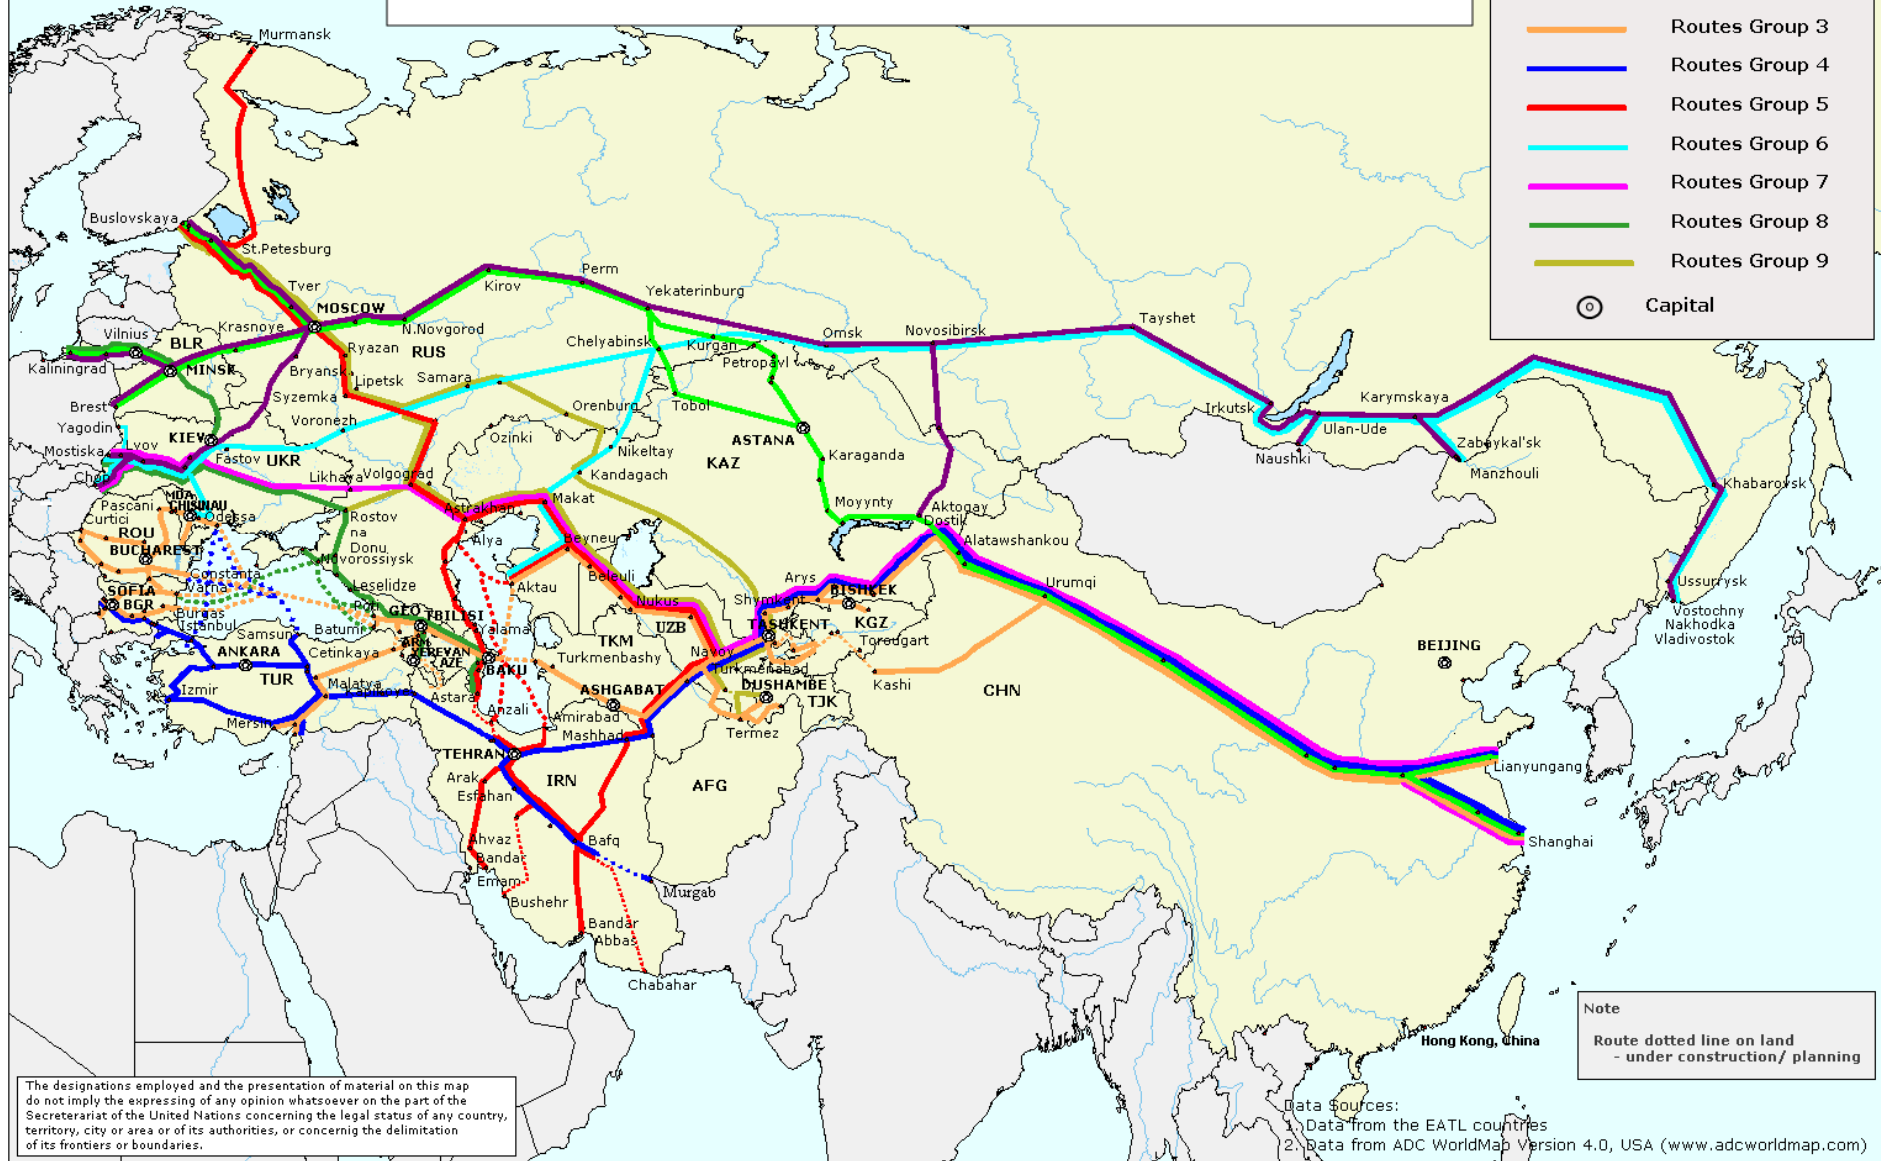 Routes Group 3
Routes Group 4
Routes Group 5
Routes Group 6
Routes Group 7
Routes Group 8
Routes Group 9
Capital
Murmansk
Buslovskaya
St.Petesburg
Tver
MOSCOW
Kirov
Perm
Yekaterinburg
N.Novgorod
Krasnoye
Vilnius
BLR
Kaliningrad
MINSK
Ryazan
RUS
Chelyabinsk
Kurgan
Petropavl
Omsk
Novosibirsk
Tayshet
Bryansk
Lipetsk
Samara
Syzemka
Brest
Voronezh
Orenburg
Tobol
Irkutsk
Karymskaya
Ulan-Ude
Zabaykal'sk
Naushki
Manzhouli
Khabarovsk
Yagodin
KIEV
Lvov
Mostiska
Fastov
UKR
Ozinki
ASTANA
KAZ
Nikeltay
Karaganda
Chop
Likhaya
Volgograd
Kandagach
MDA
CHISINAU
Pascani
Curtici
Odessa
ROU
BUCHAREST
Rostov
na
Donu
Astrakhan
Makat
Moyynty
Aktogay
Dostik
Alatawshankou
Novorossiysk
Alya
Beyneu
Constanta
Varna
SOFIA
BGR
Burgas
Istanbul
Leselidze
Poti
GEO
TBILISI
Aktau
Beleuli
Nukus
Arys
Shymkent
BISHKEK
Urumqi
Ussurrysk
Vostochny
Nakhodka
Vladivostok
Samsun
Batumi
ARM
YEREVAN
AZE
Yalama
TKM
UZB
TASHKENT
KGZ
Torougart
BEIJING
ANKARA
Cetinkaya
TUR
BAKU
Turkmenbashy
Navoy
Turkmenabad
DUSHAMBE
TJK
Kashi
CHN
Izmir
Malatya
Kapikoy
Astara
ASHGABAT
Mersin
Anzali
Amirabad
Mashhad
Termez
TEHRAN
IRN
AFG
Arak
Esfahan
Lianyungang
Ahvaz
Bafq
Shanghai
Bandar
Emam
Bushehr
Murgab
Bandar
Abbas
Chabahar
Hong Kong, China
Note
Route dotted line on land
- under construction/ planning
The designations employed and the presentation of material on this map
do not imply the expressing of any opinion whatsoever on the part of the
Secreterariat of the United Nations concerning the legal status of any country,
territory, city or area or of its authorities, or concernig the delimitation
of its frontiers or boundaries.
Data Sources:
1. Data from the EATL countries
2. Data from ADC WorldMap Version 4.0, USA (www.adcworldmap.com)